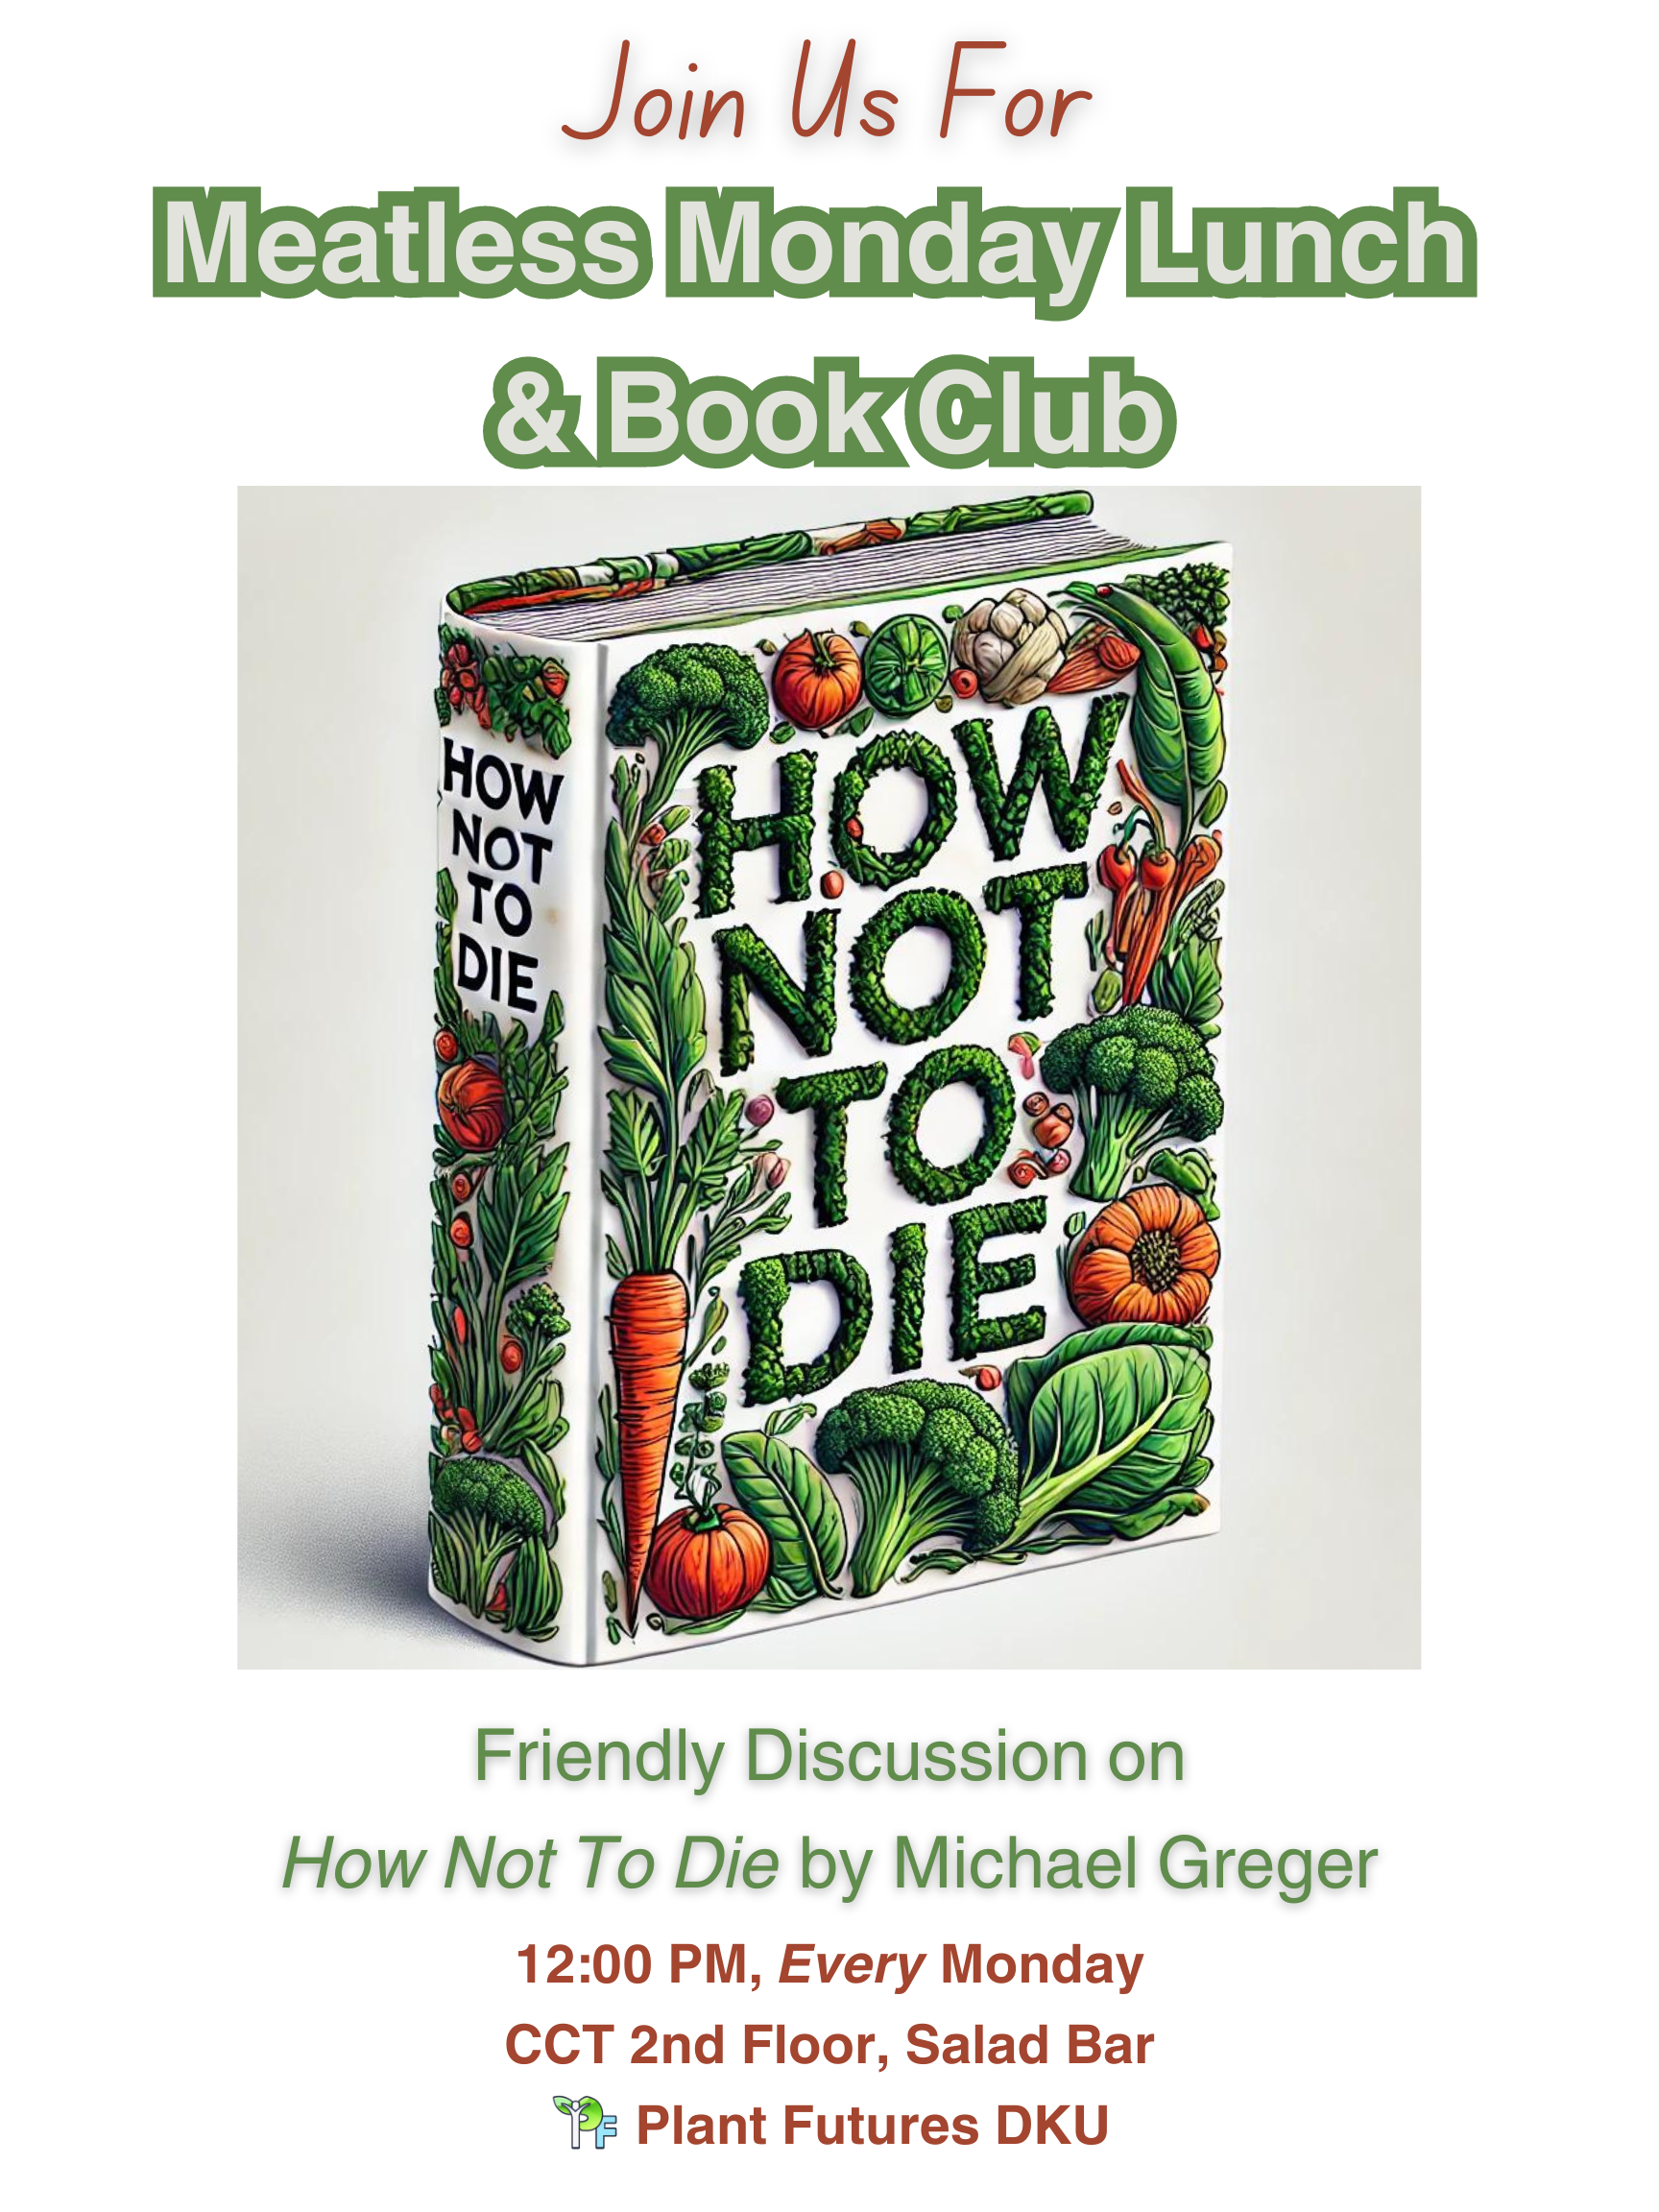 Join Us For
Meatless Monday Lunch
& Book Club
HOW
NOT
TO
DIE
HOW
NOT
TO
DIE
Friendly Discussion on
How Not To Die by Michael Greger
12:00 PM, Every Monday
CCT 2nd Floor, Salad Bar
PF Plant Futures DKU